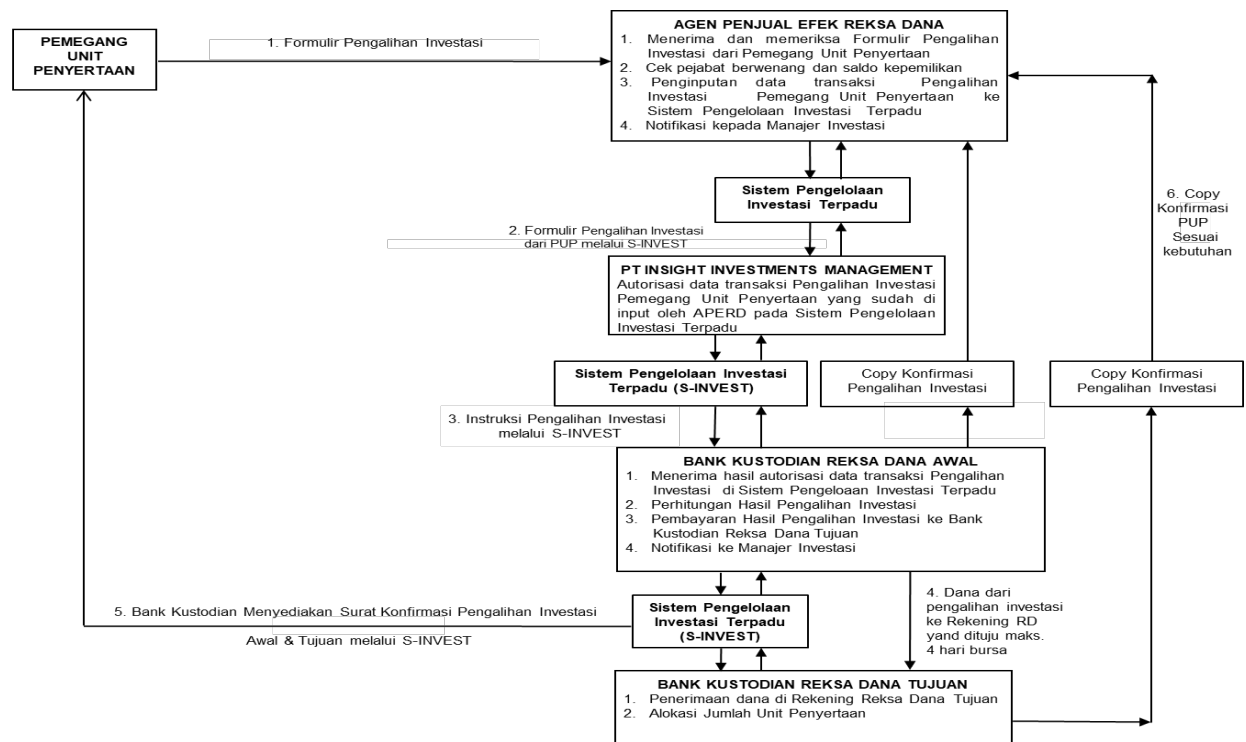 PEMEGANG
UNIT
PENYERTAAN
1. Formulir Pengalihan Investasi
AGEN PENJUAL EFEK REKSA DANA
1. Menerima dan memeriksa Formulir Pengalihan
Investasi dari Pemegang Unit Penyertaan
2. Cek pejabat berwenang dan saldo kepemilikan
3. Penginputan data transaksi Pengalihan
Investasi Pemegang Unit Penyertaan ke
Sistem Pengelolaan Investasi Terpadu
4. Notifikasi kepada Manajer Investasi
Sistem Pengelolaan
Investasi Terpadu
2. Formulir Pengalihan Investasi
dari PUP melalui S-INVEST
6. Copy
Konfirmasi
PUP
Sesuai
kebutuhan
PT INSIGHT INVESTMENTS MANAGEMENT
Autorisasi data transaksi Pengalihan Investasi
Pemegang Unit Penyertaan yang sudah di
input oleh APERD pada Sistem Pengelolaan
Investasi Terpadu
Sistem Pengelolaan Investasi
Terpadu (S-INVEST)
Copy Konfirmasi
Pengalihan Investasi
Copy Konfirmasi
Pengalihan Investasi
3. Instruksi Pengalihan Investasi
melalui S-INVEST
BANK KUSTODIAN REKSA DANA AWAL
1. Menerima hasil autorisasi data transaksi Pengalihan
Investasi di Sistem Pengeloaan Investasi Terpadu
2. Perhitungan Hasil Pengalihan Investasi
3. Pembayaran Hasil Pengalihan Investasi ke Bank
Kustodian Reksa Dana Tujuan
4. Notifikasi ke Manajer Investasi
5. Bank Kustodian Menyediakan Surat Konfirmasi Pengalihan Investasi
Awal & Tujuan melalui S-INVEST
Sistem Pengelolaan
Investasi Terpadu
(S-INVEST)
4. Dana dari
pengalihan investasi
ke Rekening RD
yand dituju maks.
4 hari bursa
BANK KUSTODIAN REKSA DANA TUJUAN
1. Penerimaan dana di Rekening Reksa Dana Tujuan
2. Alokasi Jumlah Unit Penyertaan